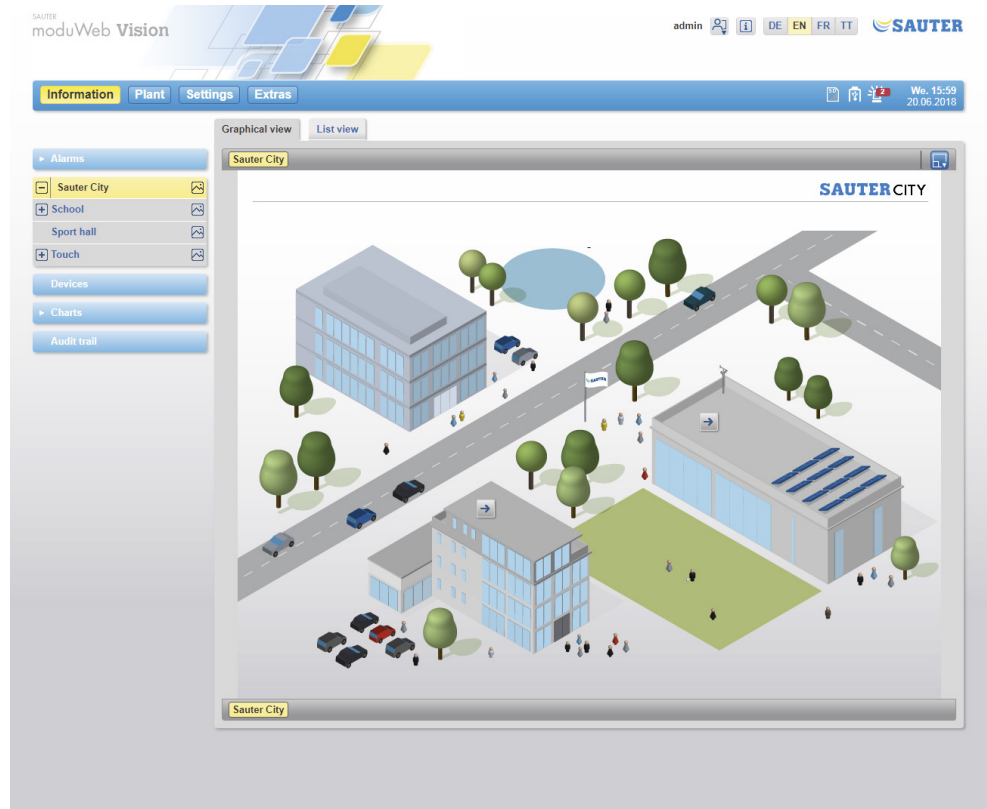 SAUTER
moduWeb Vision
admin
DE EN FR TT
SAUTER
Information Plant Settings Extras
2
We. 15:59
20.06.2018
Graphical view List view
Alarms
Sauter City
Sauter City
School
Sport hall
Touch
Devices
Charts
Audit trail
SAUTER CITY
SAUTER
Sauter City